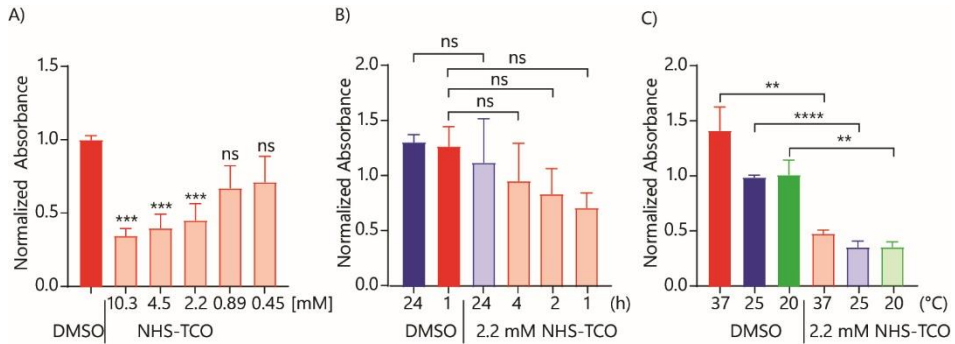 A)
Normalized Absorbance
1.5
1.0
0.5
0.0
*** *** *** ns ns
10.3 4.5 2.2 0.89 0.45 [mM]
DMSO NHS-TCO
B)
Normalized Absorbance
2.0
1.5
1.0
0.5
0.0
ns
ns
ns
ns
24 1 24 4 2 1 (h)
DMSO 2.2 mM NHS-TCO
C)
Normalized Absorbance
2.0
1.5
1.0
0.5
0.0
**
****
**
37 25 20 37 25 20 (°C)
DMSO 2.2 mM NHS-TCO